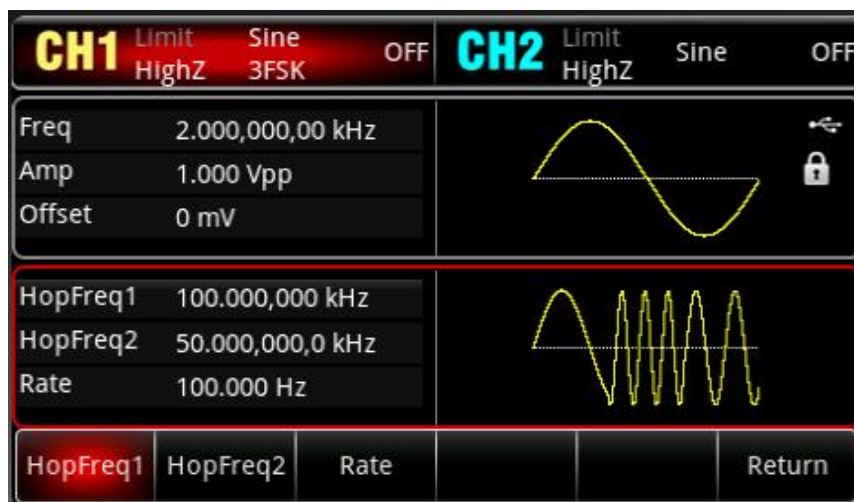 CH1 Limit Sine OFF CH2 Limit Sine OFF
HighZ 3FSK HighZ
Freq 2.000,000,00 kHz
Amp 1.000 Vpp
Offset 0 mV
HopFreq1 100.000,000 kHz
HopFreq2 50.000,000,0 kHz
Rate 100.000 Hz
HopFreq1 HopFreq2 Rate Return